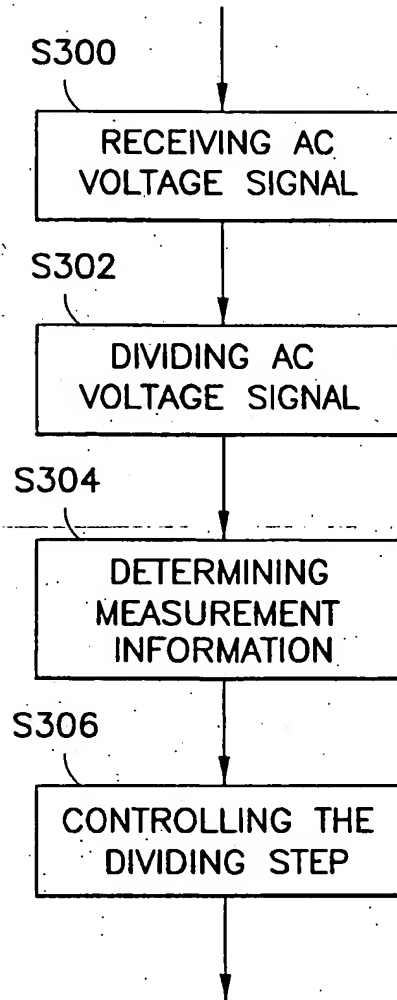 S300
RECEIVING AC
VOLTAGE SIGNAL
S302
DIVIDING AC
VOLTAGE SIGNAL
S304
DETERMINING
MEASUREMENT
INFORMATION
S306
CONTROLLING THE
DIVIDING STEP